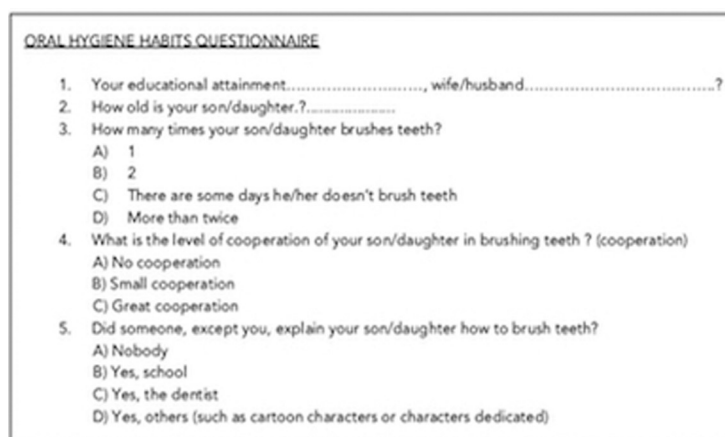 ORAL HYGIENE HABITS QUESTIONNAIRE
1. Your educational attainment............................, wife/husband.......................................?
2. How old is your son/daughter.?......................
3. How many times your son/daughter brushes teeth?
A) 1
B) 2
C) There are some days he/her doesn't brush teeth
D) More than twice
4. What is the level of cooperation of your son/daughter in brushing teeth ? (cooperation)
A) No cooperation
B) Small cooperation
C) Great cooperation
5. Did someone, except you, explain your son/daughter how to brush teeth?
A) Nobody
B) Yes, school
C) Yes, the dentist
D) Yes, others (such as cartoon characters or characters dedicated)